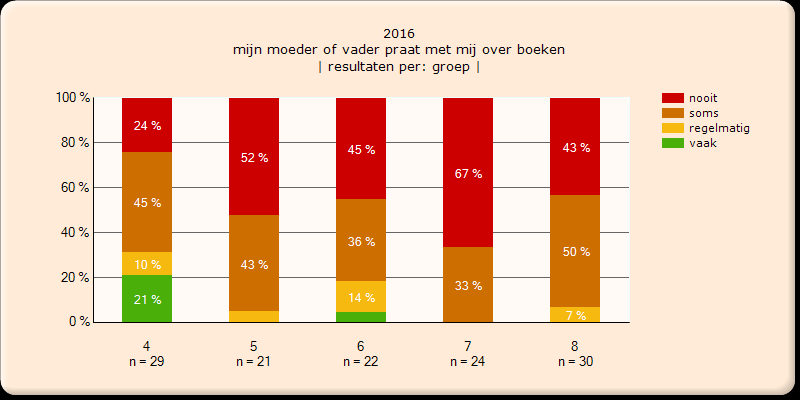 2016
mijn moeder of vader praat met mij over boeken
| resultaten per: groep |
100 %
80 %
60 %
40 %
20 %
0 %
24 %
45 %
10 %
21 %
52 %
43 %
45 %
36 %
14 %
67 %
33 %
43 %
50 %
7 %
4
n = 29
5
n = 21
6
n = 22
7
n = 24
8
n = 30
nooit
soms
regelmatig
vaak